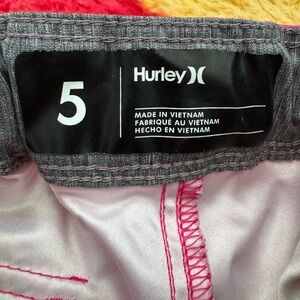 5
Hurley
MADE IN VIETNAM
FABRIQUÉ AU VIETNAM
HECHO EN VIETNAM